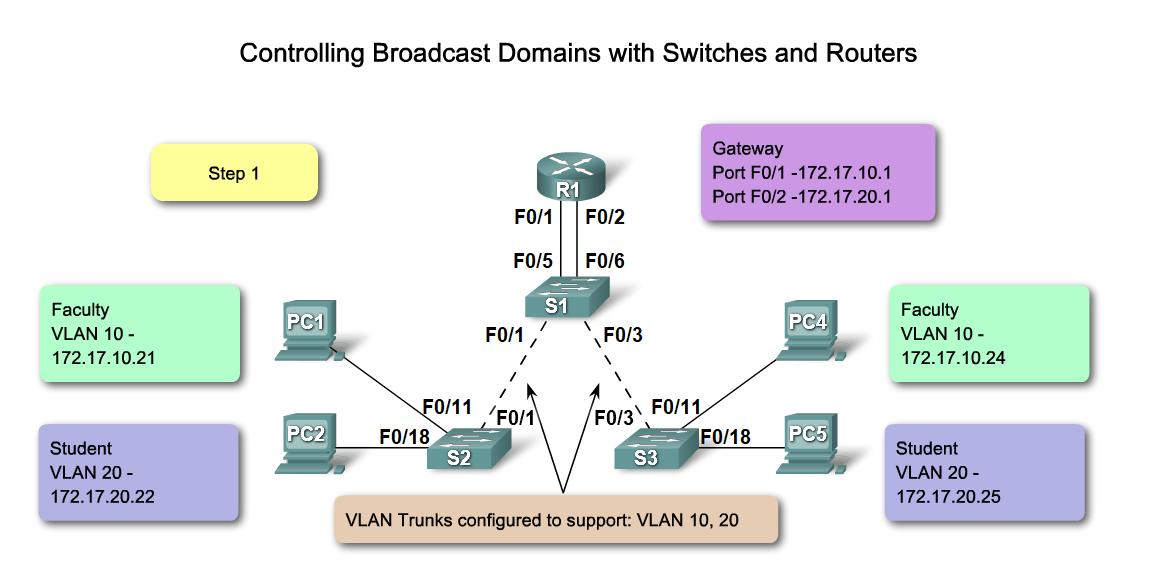 Controlling Broadcast Domains with Switches and Routers
Step 1
Gateway
Port F0/1 -172.17.10.1
Port F0/2 -172.17.20.1
R1
F0/1 F0/2
F0/5 F0/6
S1
Faculty
VLAN 10 -
172.17.10.21
PC1
F0/1 F0/3
PC4
Faculty
VLAN 10 -
172.17.10.24
F0/11 F0/1 F0/3 F0/11
Student
VLAN 20 -
172.17.20.22
PC2
F0/18
S2
S3
F0/18
PC5
Student
VLAN 20 -
172.17.20.25
VLAN Trunks configured to support: VLAN 10, 20